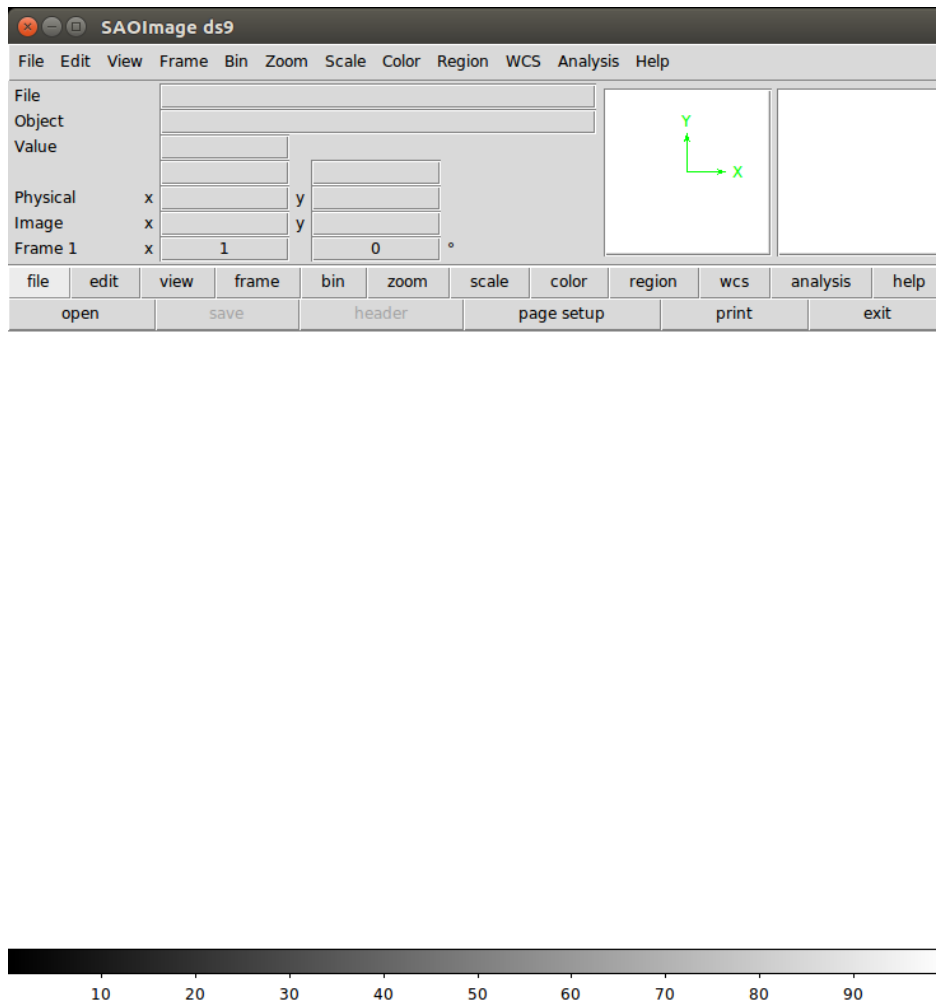 SAOImage ds9
File Edit View Frame Bin Zoom Scale Color Region WCS Analysis Help
File
Object
Value
Physical x y
Image x y
Frame 1 x 1 0 °
Y
X
file edit view frame bin zoom scale color region wcs analysis help
open save header page setup print exit
10 20 30 40 50 60 70 80 90